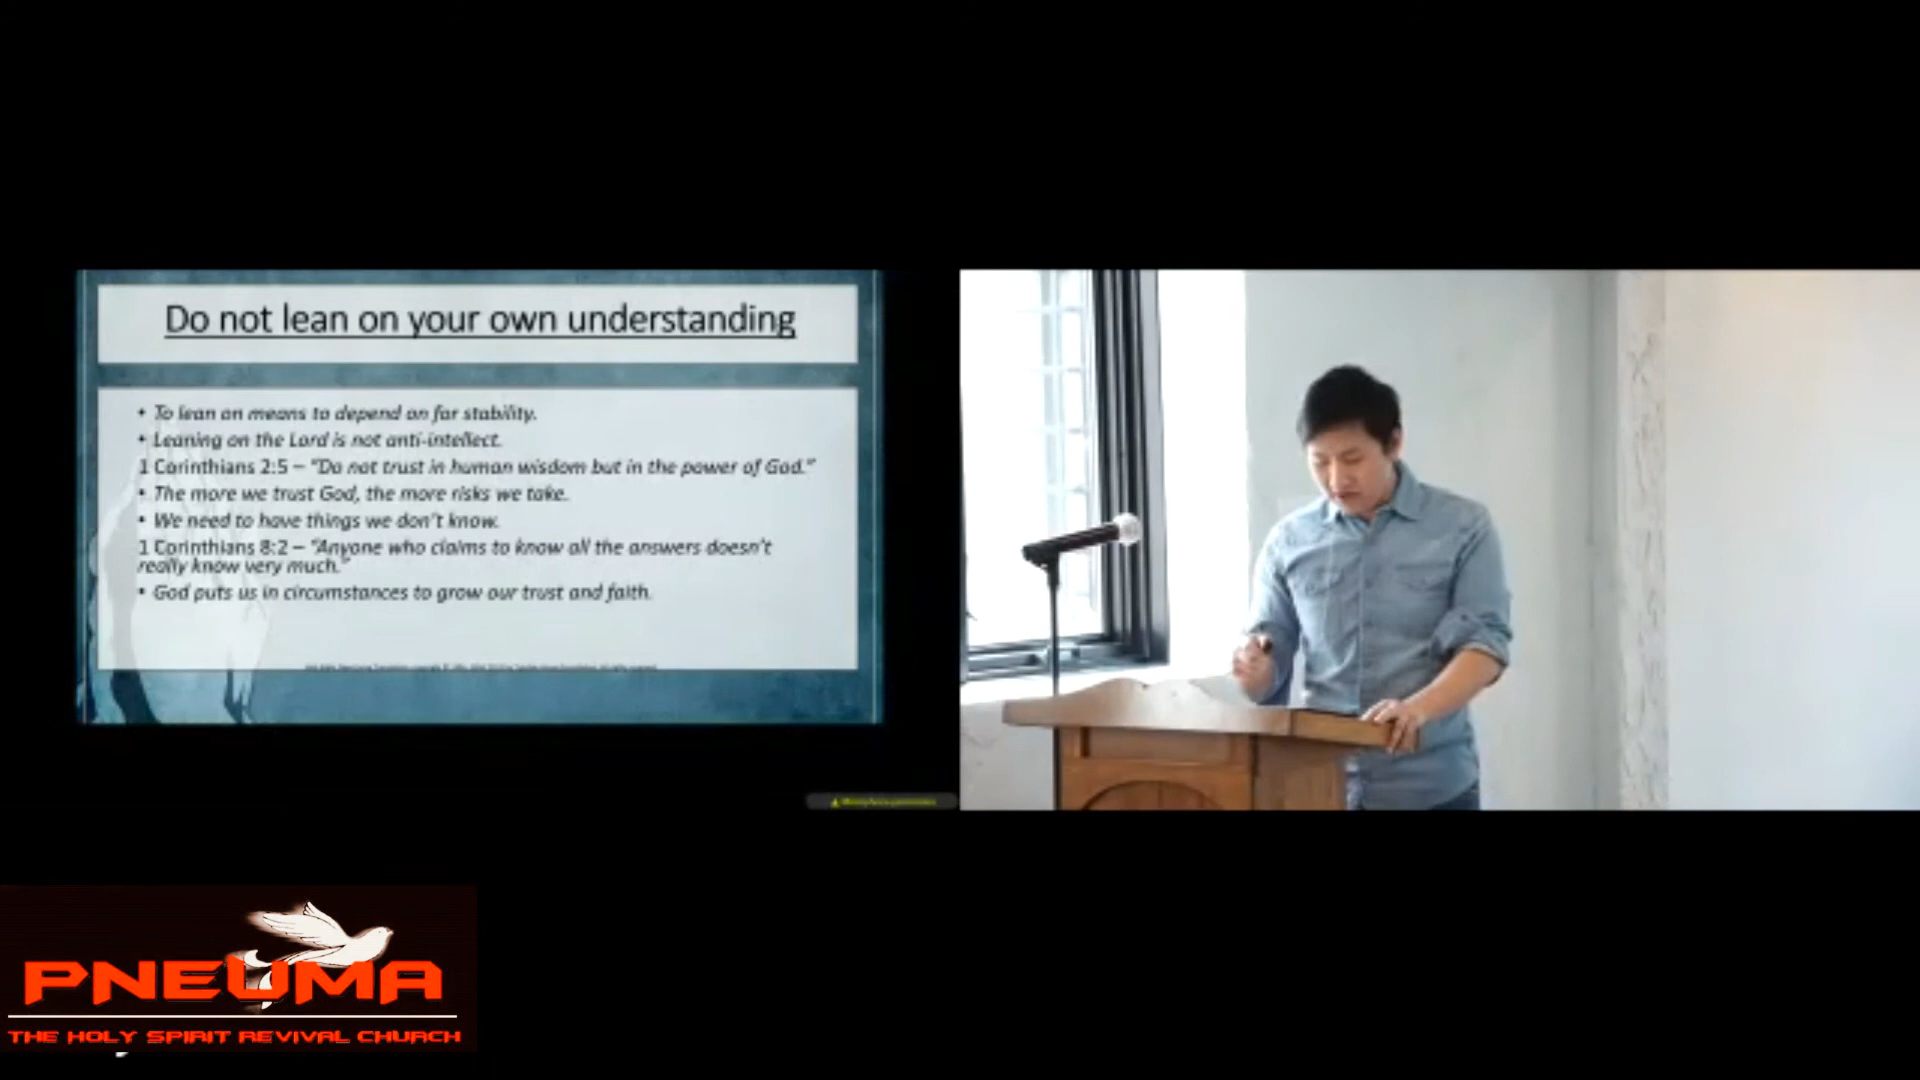 Do not lean on your own understanding
• To lean on means to depend on for stability.
• Leaning on the Lord is not anti-intellect.
1 Corinthians 2:5 – "Do not trust in human wisdom but in the power of God."
• The more we trust God, the more risks we take.
• We need to have things we don't know.
1 Corinthians 8:2 – "Anyone who claims to know all the answers doesn't
really know very much."
• God puts us in circumstances to grow our trust and faith.
PNEUMA
THE HOLY SPIRIT REVIVAL CHURCH